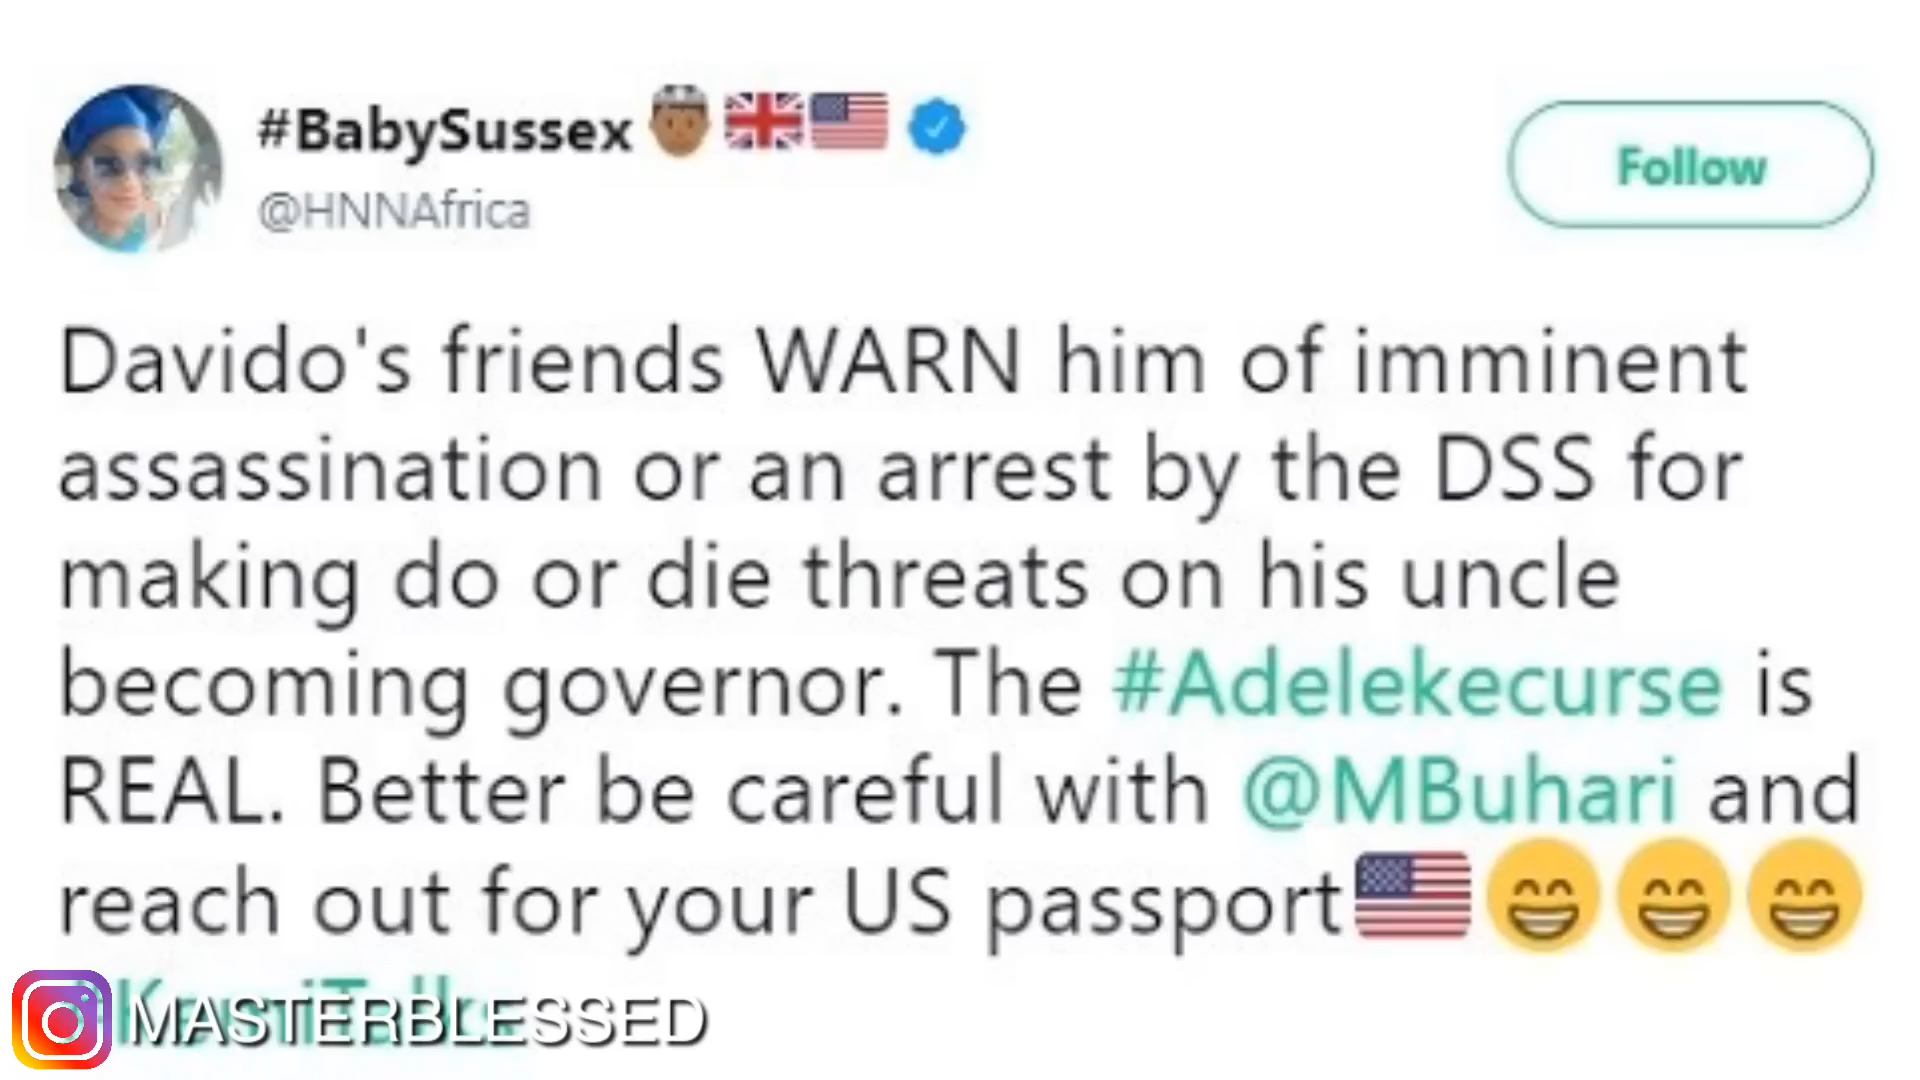 #BabySussex
@HNNAfrica
Follow
Davido's friends WARN him of imminent
assassination or an arrest by the DSS for
making do or die threats on his uncle
becoming governor. The #Adelekecurse is
REAL. Better be careful with @MBuhari and
reach out for your US passport
#KemiTalks
MASTERBLESSED